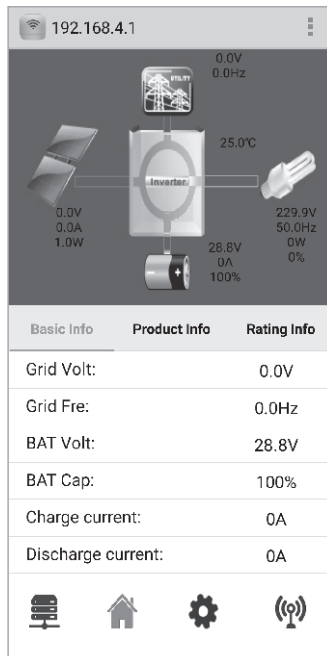 192.168.4.1
0.0V
0.0Hz
UTILITY
25.0℃
Inverter
0.0V
0.0A
1.0W
229.9V
50.0Hz
0W
0%
28.8V
0A
100%
Basic Info Product Info Rating Info
Grid Volt: 0.0V
Grid Fre: 0.0Hz
BAT Volt: 28.8V
BAT Cap: 100%
Charge current: 0A
Discharge current: 0A